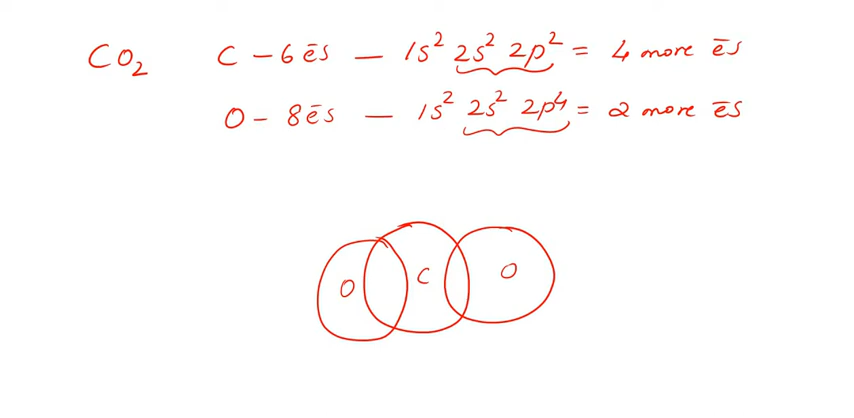 CO₂ C – 6 ēs — 1s² 2s² 2p² = 4 more ēs
O – 8 ēs — 1s² 2s² 2p⁴ = 2 more ēs
O C O